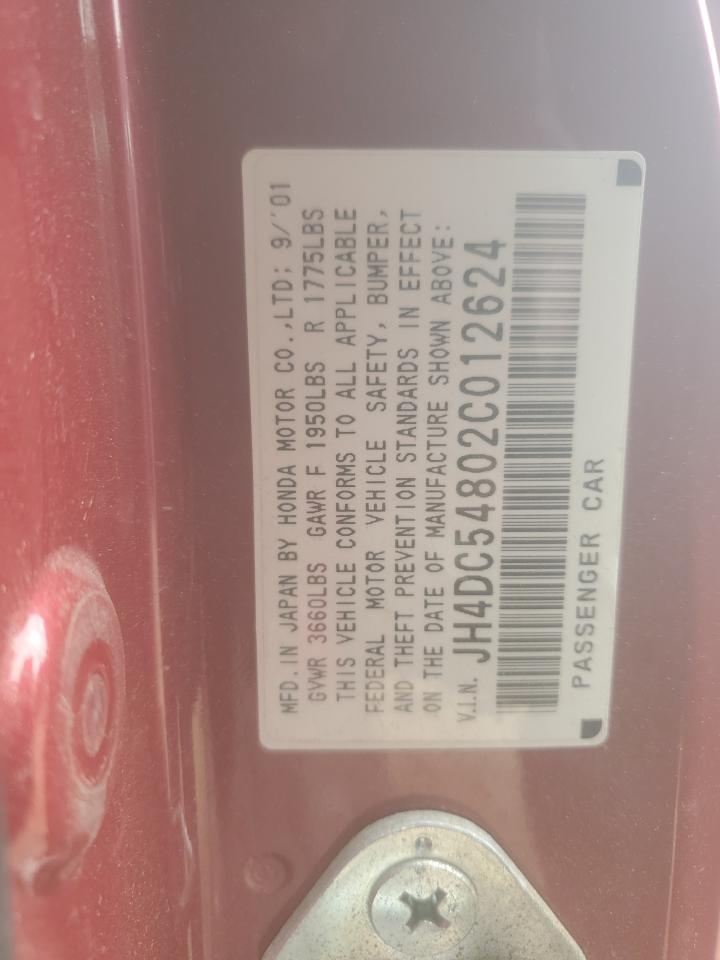 MFD. IN JAPAN BY HONDA MOTOR CO.,LTD; 9/'01
GVWR 3660LBS GAWR F 1950LBS R 1775LBS
THIS VEHICLE CONFORMS TO ALL APPLICABLE
FEDERAL MOTOR VEHICLE SAFETY, BUMPER,
AND THEFT PREVENTION STANDARDS IN EFFECT
ON THE DATE OF MANUFACTURE SHOWN ABOVE:
V.I.N. JH4DC54802C012624
PASSENGER CAR